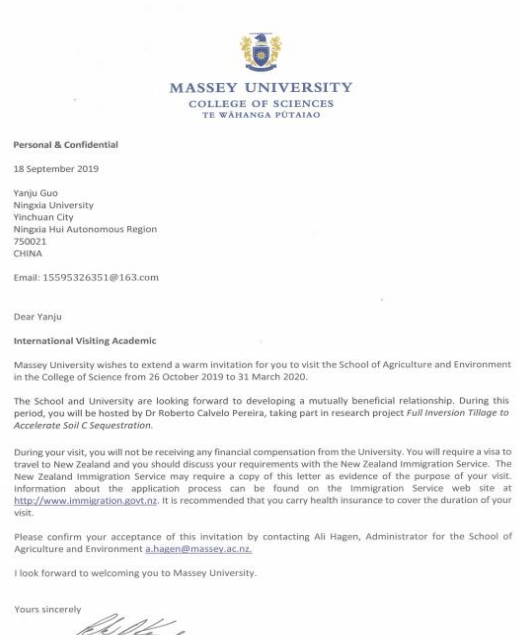 MASSEY UNIVERSITY
COLLEGE OF SCIENCES
TE WĀHANGA PŪTAIAO
Personal & Confidential
18 September 2019
Yanju Guo
Ningxia University
Yinchuan City
Ningxia Hui Autonomous Region
750021
CHINA
Email: 15595326351@163.com
Dear Yanju
International Visiting Academic
Massey University wishes to extend a warm invitation for you to visit the School of Agriculture and Environment
in the College of Science from 26 October 2019 to 31 March 2020.
The School and University are looking forward to developing a mutually beneficial relationship. During this
period, you will be hosted by Dr Roberto Calvelo Pereira, taking part in research project Full Inversion Tillage to
Accelerate Soil C Sequestration.
During your visit, you will not be receiving any financial compensation from the University. You will require a visa to
travel to New Zealand and you should discuss your requirements with the New Zealand Immigration Service. The
New Zealand Immigration Service may require a copy of this letter as evidence of the purpose of your visit.
Information about the application process can be found on the Immigration Service web site at
http://www.immigration.govt.nz. It is recommended that you carry health insurance to cover the duration of your
visit.
Please confirm your acceptance of this invitation by contacting Ali Hagen, Administrator for the School of
Agriculture and Environment a.hagen@massey.ac.nz.
I look forward to welcoming you to Massey University.
Yours sincerely